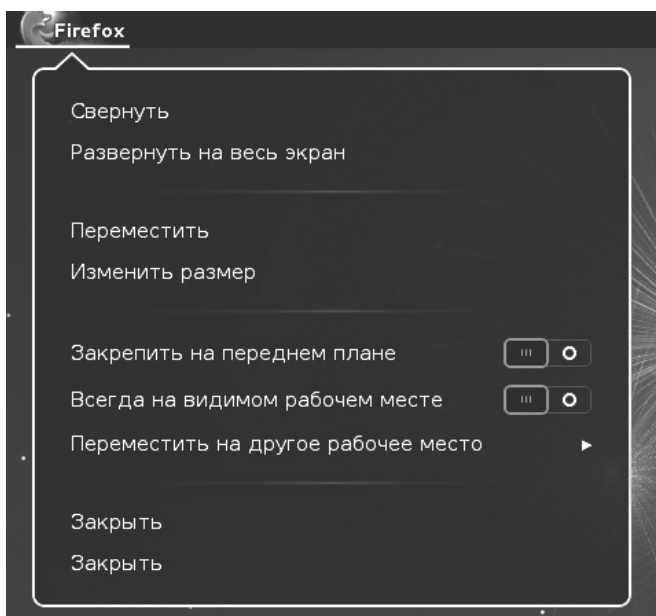 Firefox
Свернуть
Развернуть на весь экран
Переместить
Изменить размер
Закрепить на переднем плане
Всегда на видимом рабочем месте
Переместить на другое рабочее место
Закрыть
Закрыть